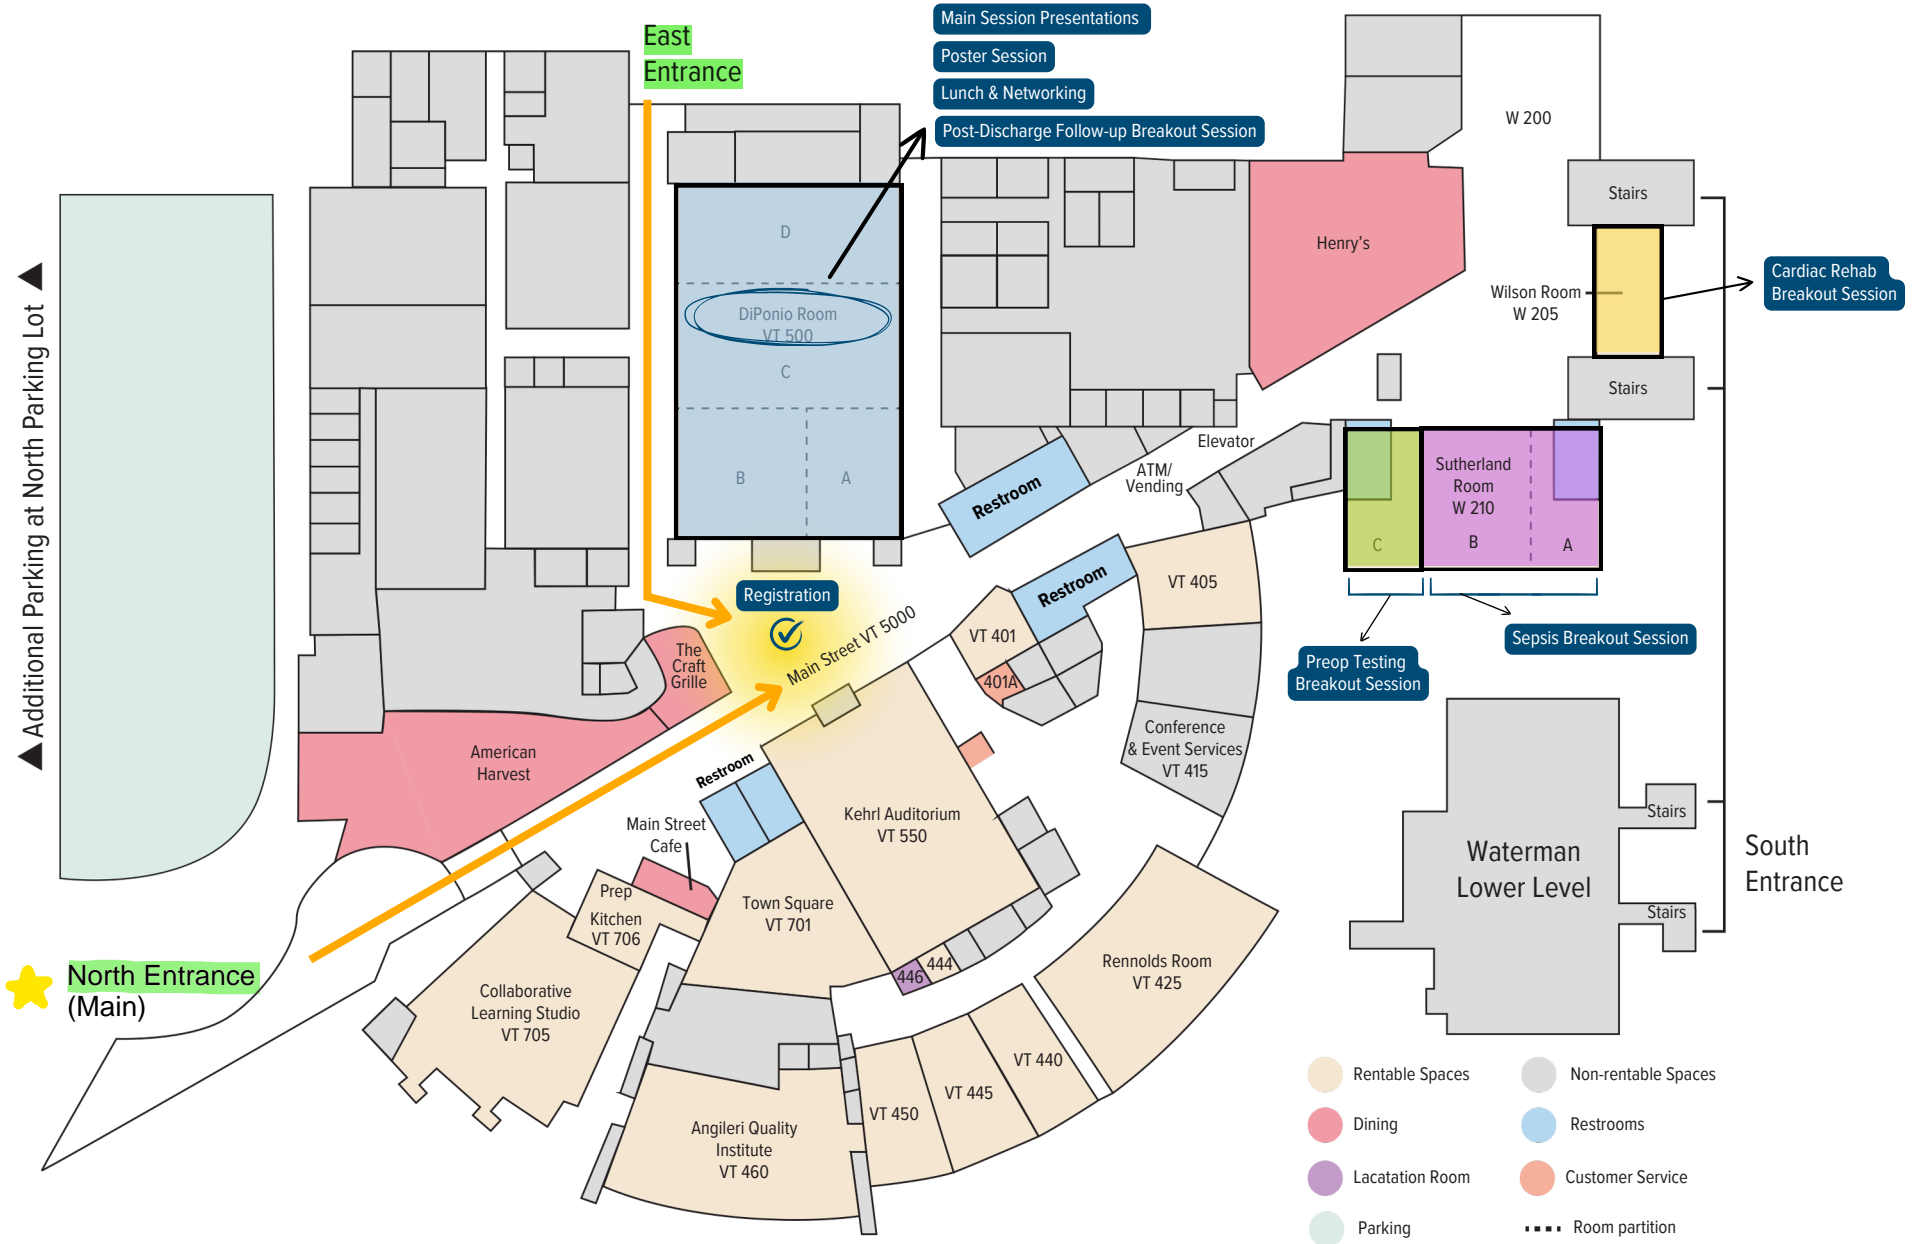 East
Entrance
Main Session Presentations
Poster Session
Lunch & Networking
Post-Discharge Follow-up Breakout Session
W 200
Stairs
D
Henry's
Cardiac Rehab
Breakout Session
Wilson Room
W 205
DiPonio Room
VT 500
C
Stairs
▲ Additional Parking at North Parking Lot ▲
Elevator
ATM/
Vending
Restroom
B
A
Sutherland
Room
W 210
C
B
A
Restroom
VT 405
Registration
Main Street VT 5000
VT 401
401A
Sepsis Breakout Session
Preop Testing
Breakout Session
The
Craft
Grille
American
Harvest
Conference
& Event Services
VT 415
Restroom
Kehrl Auditorium
VT 550
Main Street
Cafe
Stairs
Waterman
Lower Level
South
Entrance
Prep
Kitchen
VT 706
Town Square
VT 701
Stairs
446
444
Rennolds Room
VT 425
North Entrance
(Main)
Collaborative
Learning Studio
VT 705
VT 440
VT 445
VT 450
Angileri Quality
Institute
VT 460
Rentable Spaces
Non-rentable Spaces
Dining
Restrooms
Lacatation Room
Customer Service
Parking
Room partition